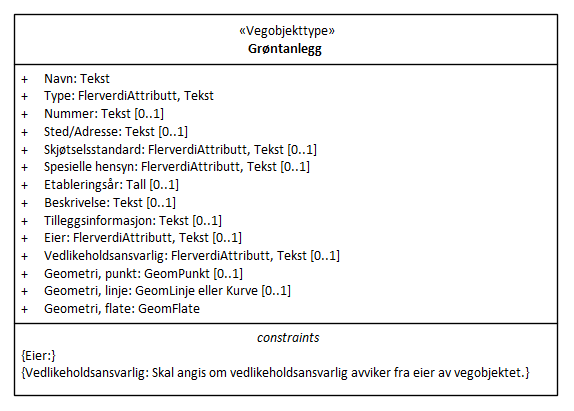 «Vegobjekttype»
Grøntanlegg
+ Navn: Tekst
+ Type: FlerverdiAttributt, Tekst
+ Nummer: Tekst [0..1]
+ Sted/Adresse: Tekst [0..1]
+ Skjøtselsstandard: FlerverdiAttributt, Tekst [0..1]
+ Spesielle hensyn: FlerverdiAttributt, Tekst [0..1]
+ Etableringsår: Tall [0..1]
+ Beskrivelse: Tekst [0..1]
+ Tilleggsinformasjon: Tekst [0..1]
+ Eier: FlerverdiAttributt, Tekst [0..1]
+ Vedlikeholdsansvarlig: FlerverdiAttributt, Tekst [0..1]
+ Geometri, punkt: GeomPunkt [0..1]
+ Geometri, linje: GeomLinje eller Kurve [0..1]
+ Geometri, flate: GeomFlate
constraints
{Eier:}
{Vedlikeholdsansvarlig: Skal angis om vedlikeholdsansvarlig avviker fra eier av vegobjektet.}